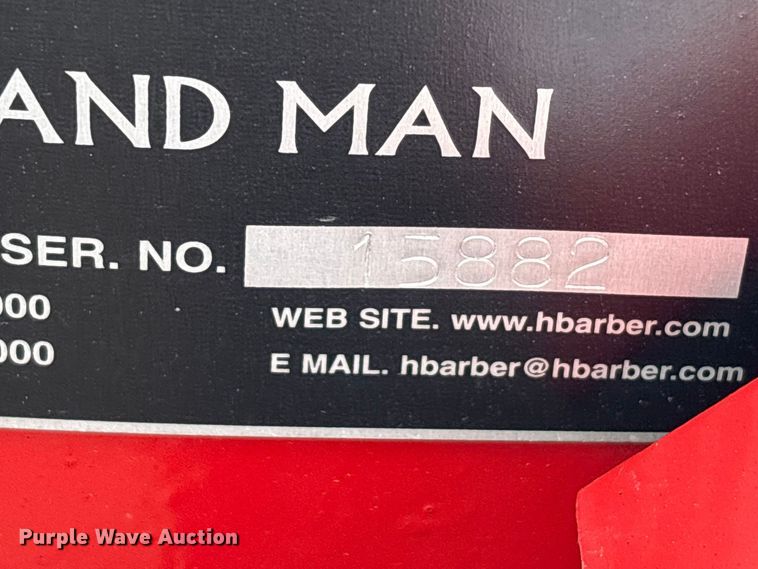 AND MAN
SER. NO. 15882
000
WEB SITE. www.hbarber.com
000
E MAIL. hbarber@hbarber.com
Purple Wave Auction